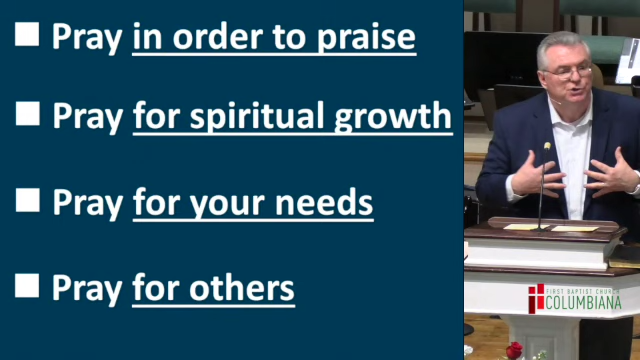 Pray in order to praise
Pray for spiritual growth
Pray for your needs
Pray for others
FIRST BAPTIST CHURCH
COLUMBIANA